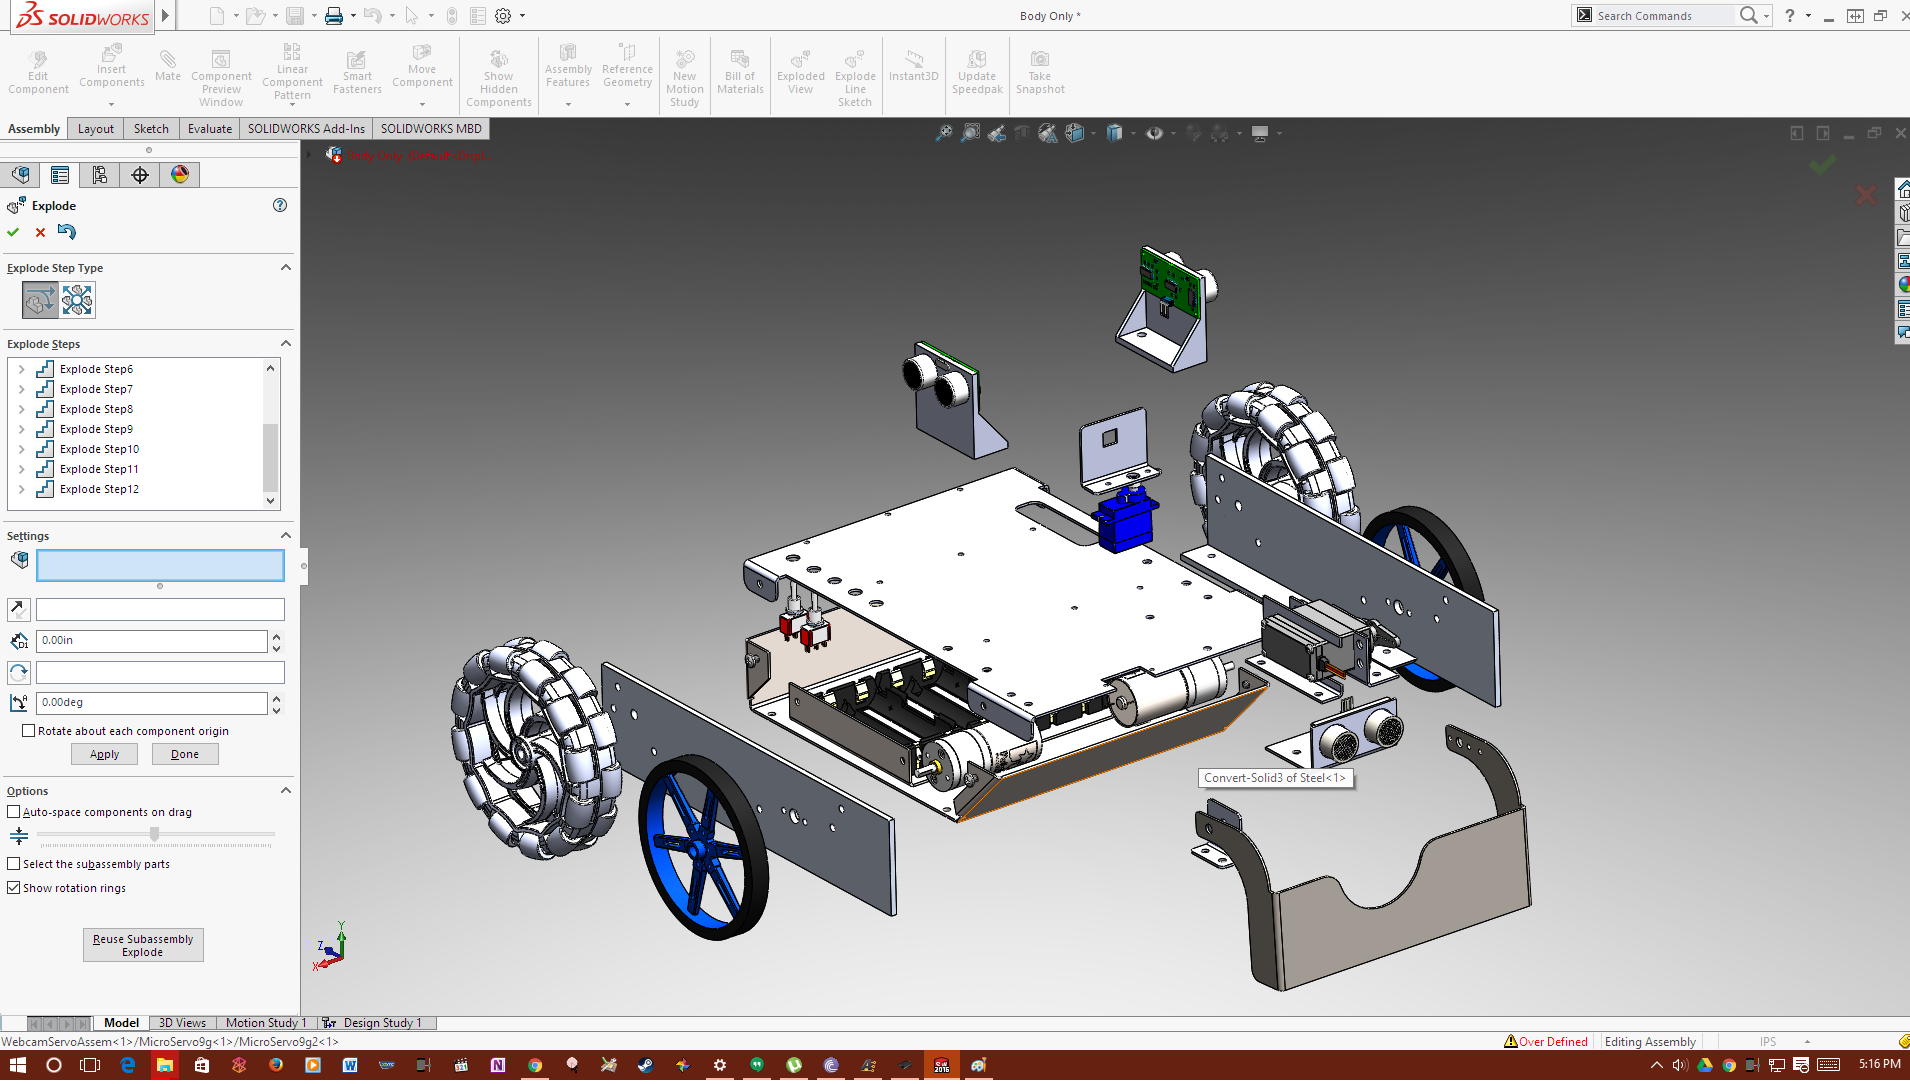 SOLIDWORKS
Body Only *
Search Commands
Edit Component
Insert Components
Mate
Component Preview Window
Linear Component Pattern
Smart Fasteners
Move Component
Show Hidden Components
Assembly Features
Reference Geometry
New Motion Study
Bill of Materials
Exploded View
Explode Line Sketch
Instant3D
Update Speedpak
Take Snapshot
Assembly
Layout
Sketch
Evaluate
SOLIDWORKS Add-Ins
SOLIDWORKS MBD
Explode
Explode Step Type
Explode Steps
Explode Step6
Explode Step7
Explode Step8
Explode Step9
Explode Step10
Explode Step11
Explode Step12
Settings
0.00in
0.00deg
Rotate about each component origin
Apply
Done
Options
Auto-space components on drag
Select the subassembly parts
Show rotation rings
Reuse Subassembly
Explode
Convert-Solid3 of Steel<1>
Y
Z
X
Model
3D Views
Motion Study 1
Design Study 1
WebcamServoAssem<1>/MicroServo9g<1>/MicroServo9g2<1>
Over Defined
Editing Assembly
IPS
5:16 PM